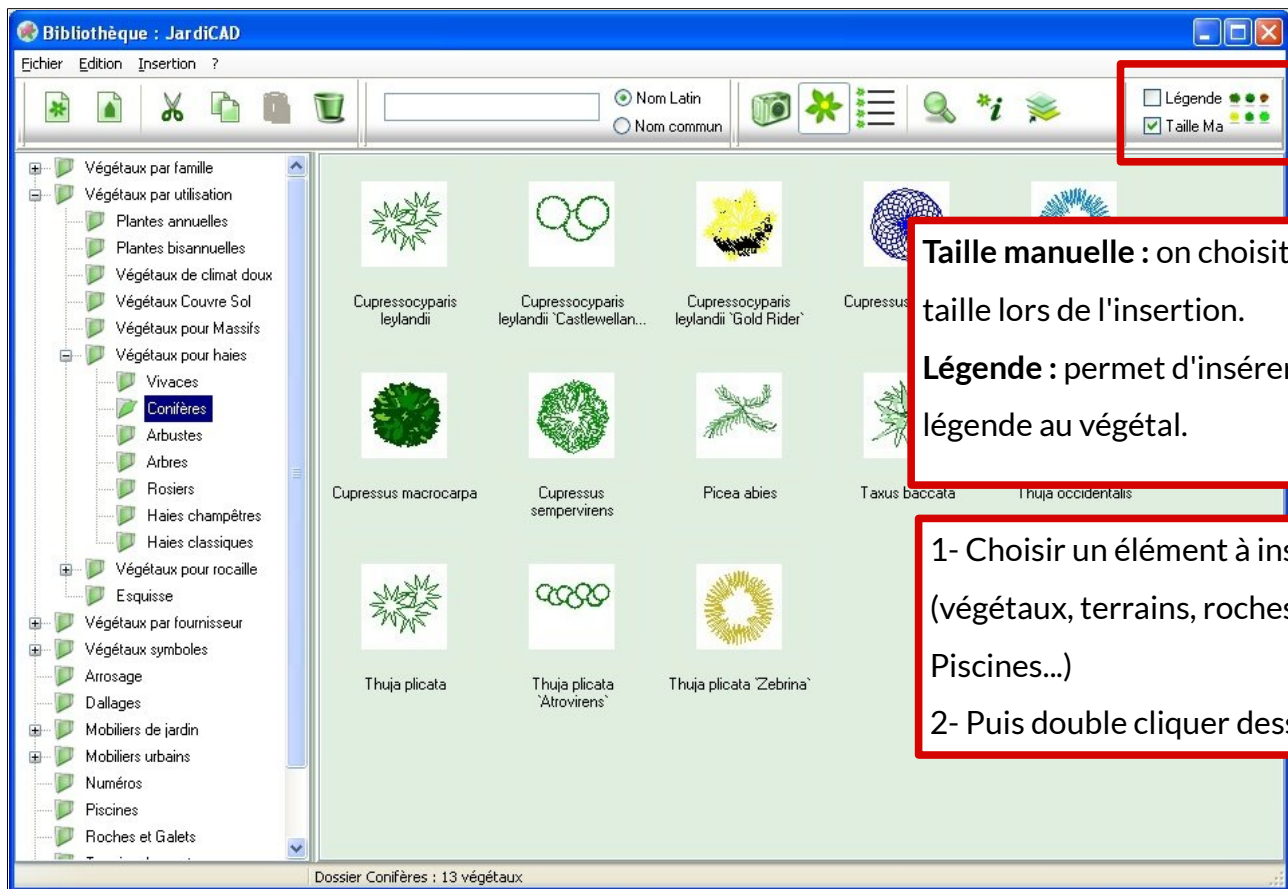 Bibliothèque : JardiCAD
Fichier Edition Insertion ?
Nom Latin
Nom commun
Légende
Taille Ma
Végétaux par famille
Végétaux par utilisation
Plantes annuelles
Plantes bisannuelles
Végétaux de climat doux
Végétaux Couvre Sol
Végétaux pour Massifs
Végétaux pour haies
Vivaces
Conifères
Arbustes
Arbres
Rosiers
Haies champêtres
Haies classiques
Végétaux pour rocaille
Esquisse
Végétaux par fournisseur
Végétaux symboles
Arrosage
Dallages
Mobiliers de jardin
Mobiliers urbains
Numéros
Piscines
Roches et Galets
Cupressocyparis
leylandii
Cupressocyparis
leylandii `Castlewellan...
Cupressocyparis
leylandii `Gold Rider`
Cupressus
Cupressus macrocarpa
Cupressus
sempervirens
Picea abies
Taxus baccata
Thuja occidentalis
Thuja plicata
Thuja plicata
`Atrovirens`
Thuja plicata `Zebrina`
Taille manuelle : on choisit
taille lors de l'insertion.
Légende : permet d'insérer
légende au végétal.
1- Choisir un élément à ins
(végétaux, terrains, roches
Piscines...)
2- Puis double cliquer dess
Dossier Conifères : 13 végétaux